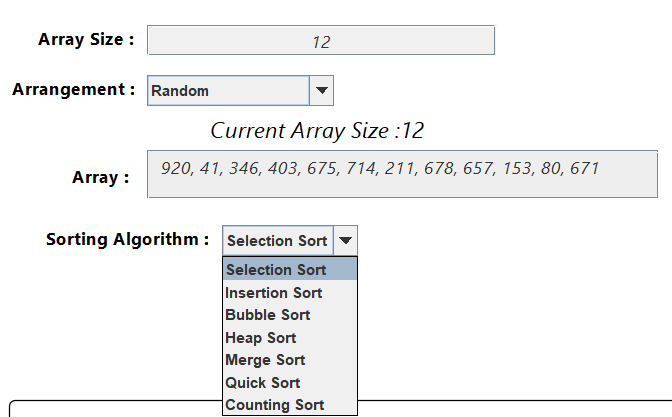 Array Size : 12
Arrangement : Random
Current Array Size :12
Array : 920, 41, 346, 403, 675, 714, 211, 678, 657, 153, 80, 671
Sorting Algorithm : Selection Sort
Selection Sort
Insertion Sort
Bubble Sort
Heap Sort
Merge Sort
Quick Sort
Counting Sort